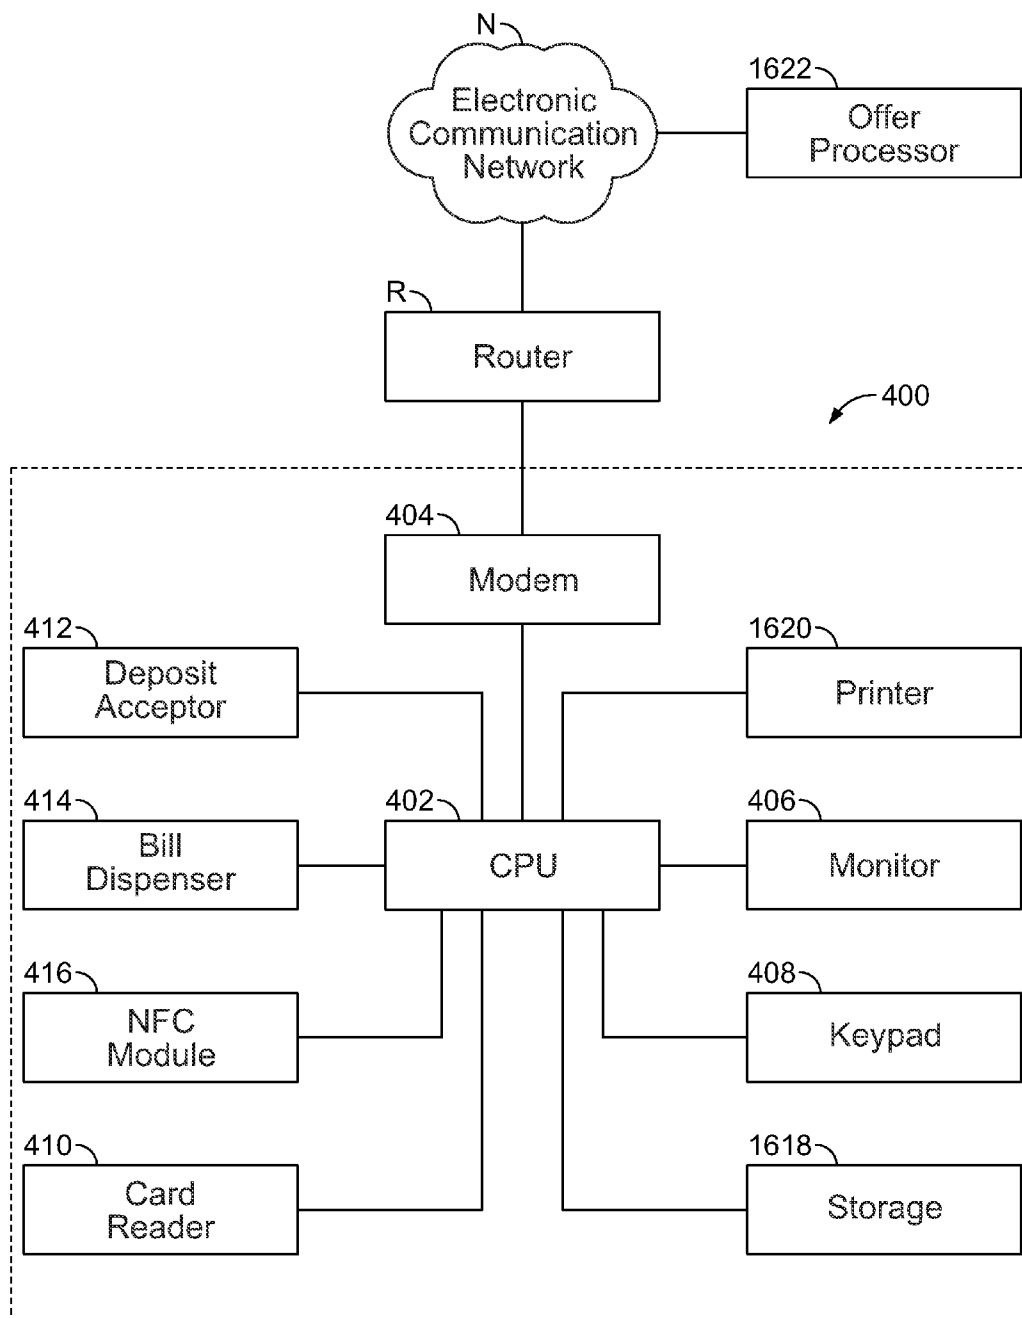 N
Electronic
Communication
Network
1622
Offer
Processor
R
Router
400
404
Modem
412
Deposit
Acceptor
1620
Printer
414
Bill
Dispenser
402
CPU
406
Monitor
416
NFC
Module
408
Keypad
410
Card
Reader
1618
Storage